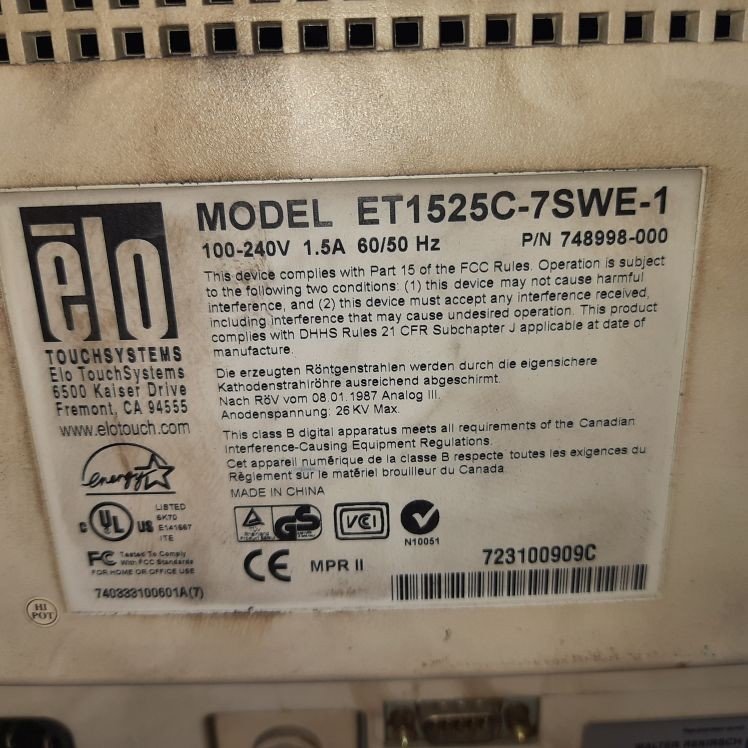 MODEL ET1525C-7SWE-1
100-240V 1.5A 60/50 Hz P/N 748998-000
This device complies with Part 15 of the FCC Rules. Operation is subject
to the following two conditions: (1) this device may not cause harmful
interference, and (2) this device must accept any interference received,
including interference that may cause undesired operation. This product
complies with DHHS Rules 21 CFR Subchapter J applicable at date of
manufacture.
Die erzeugten Röntgenstrahlen werden durch die eigensichere
Kathodenstrahlröhre ausreichend abgeschirmt.
Nach RöV vom 08.01.1987 Analog III.
Anodenspannung: 26 KV Max.
This class B digital apparatus meets all requirements of the Canadian
Interference-Causing Equipment Regulations.
Cet appareil numérique de la classe B respecte toutes les exigences du
Règlement sur le matériel brouilleur du Canada.
MADE IN CHINA
ēlo
TOUCHSYSTEMS
Elo TouchSystems
6500 Kaiser Drive
Fremont, CA 94555
www.elotouch.com
energy
C UL US
LISTED
6K70
E141667
ITE
FC Tested To Comply
With FCC Standards
FOR HOME OR OFFICE USE
740333100601A(7)
GS
VCI
N10051
CE MPR II
723100909C
HI
POT